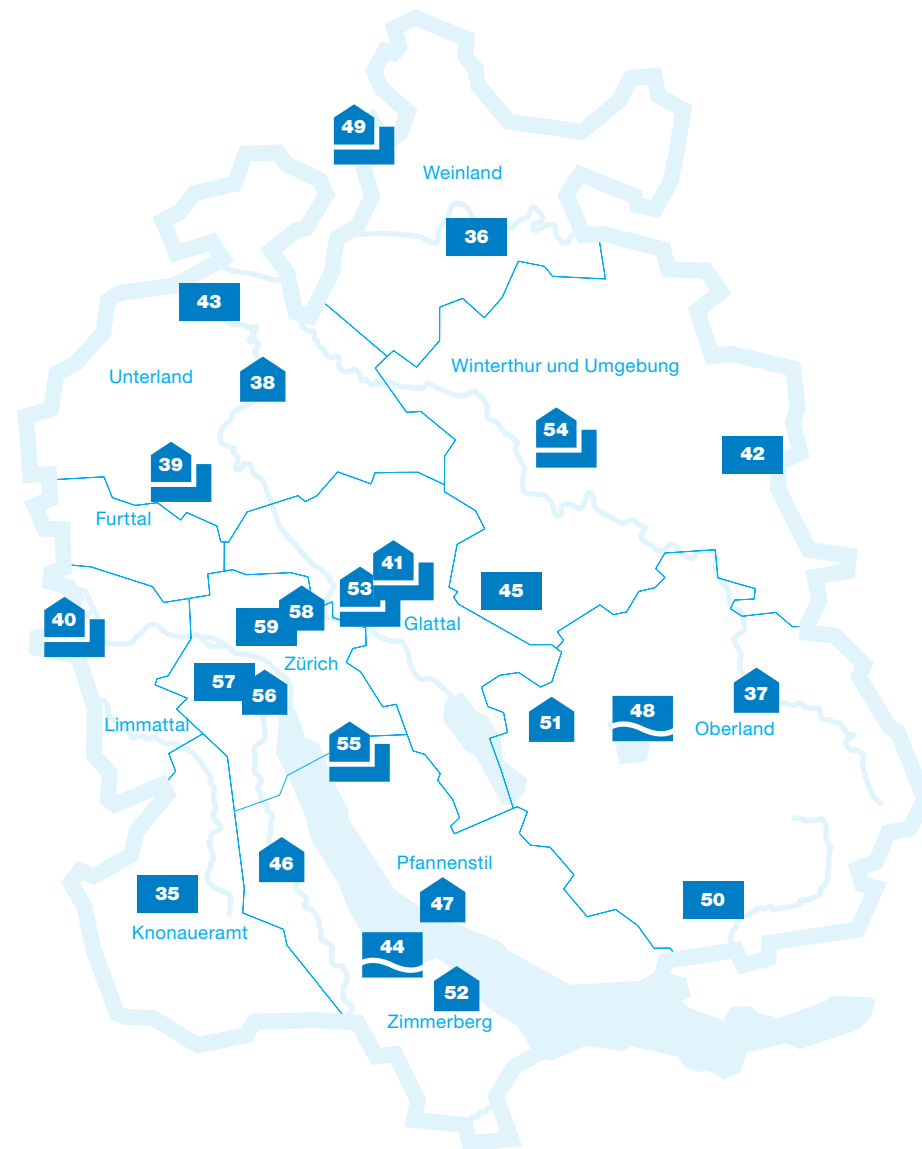 49
Weinland
36
43
Winterthur und Umgebung
Unterland
38
54
42
39
Furttal
41
53
45
40
58
59
Glattal
Zürich
57
56
37
48
51
Limmattal
Oberland
55
46
Pfannenstil
35
47
50
Knonaueramt
44
52
Zimmerberg